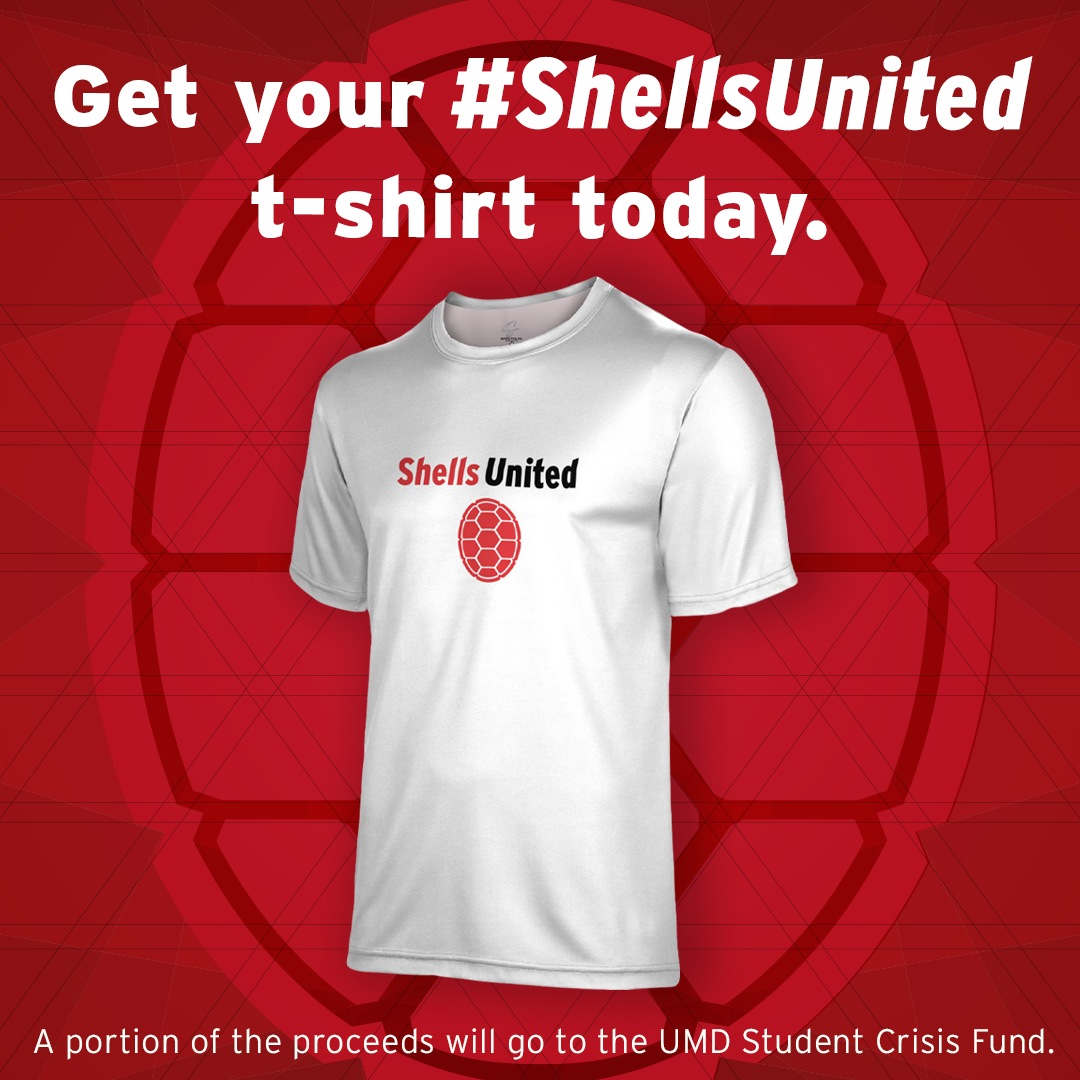 Get your #ShellsUnited
t-shirt today.
Shells United
A portion of the proceeds will go to the UMD Student Crisis Fund.